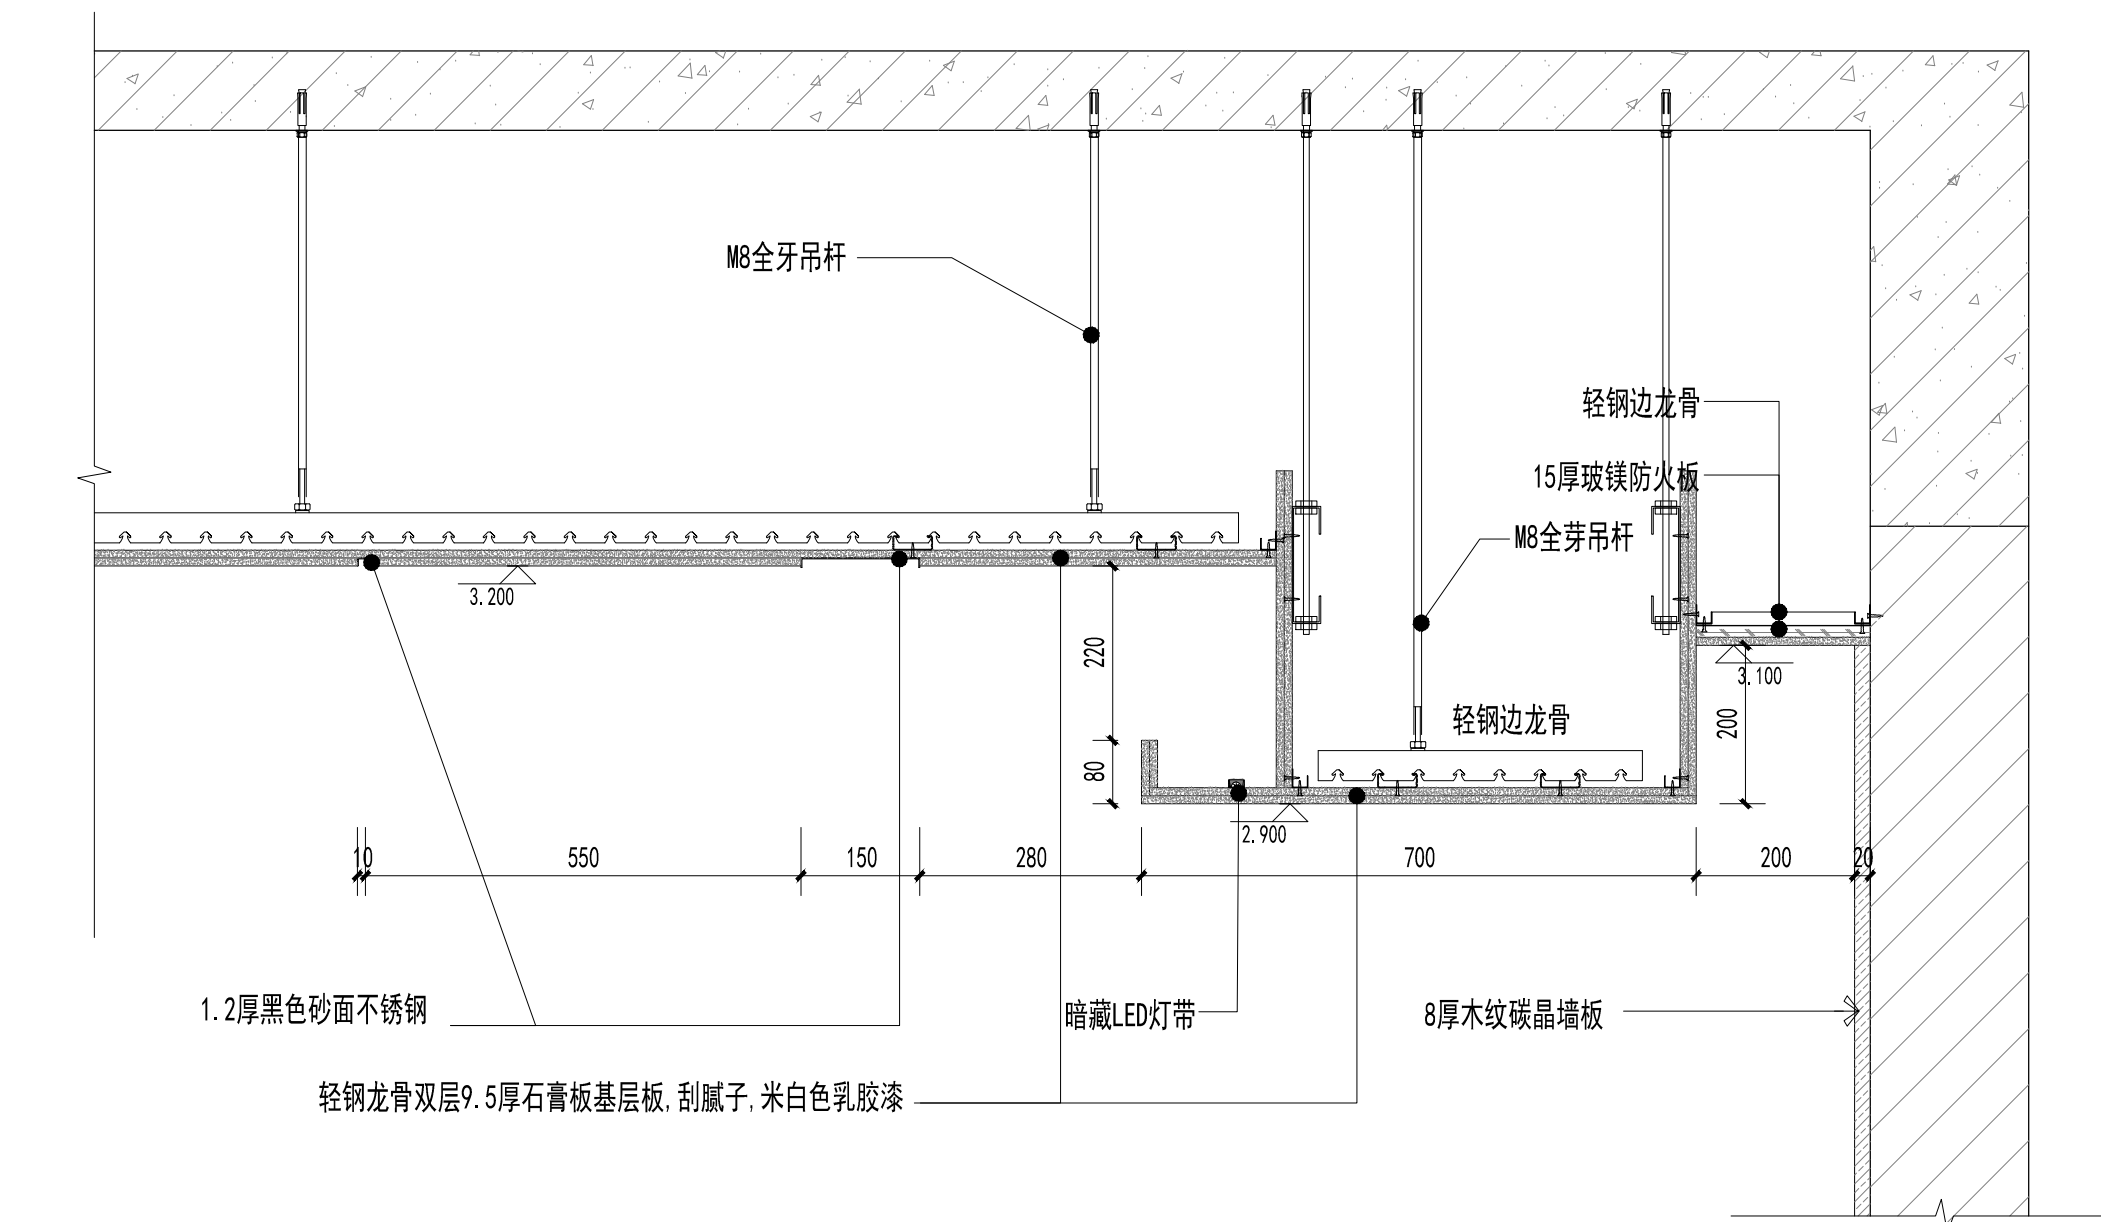 M8全牙吊杆
轻钢边龙骨
15厚玻镁防火板
M8全芽吊杆
3.200
220
3.100
轻钢边龙骨
200
80
2.900
10
550
150
280
700
200
20
1.2厚黑色砂面不锈钢
暗藏LED灯带
8厚木纹碳晶墙板
轻钢龙骨双层9.5厚石膏板基层板,刮腻子,米白色乳胶漆